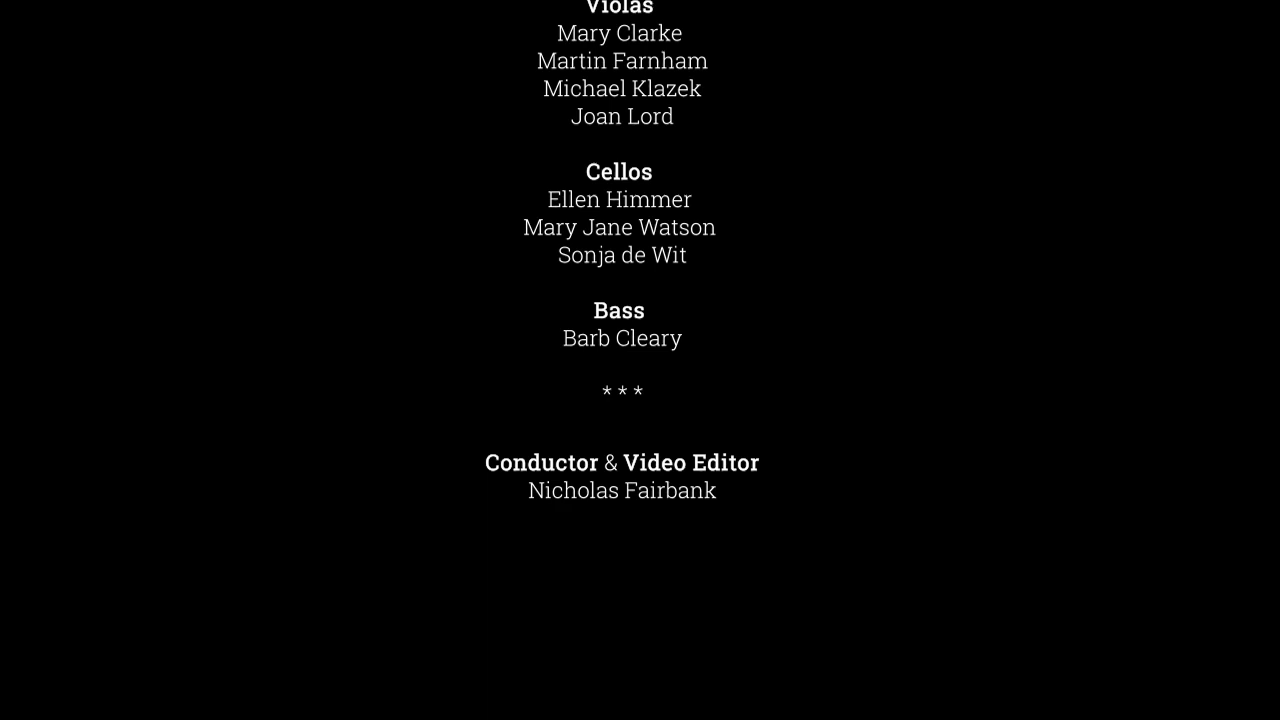 Violas
Mary Clarke
Martin Farnham
Michael Klazek
Joan Lord
Cellos
Ellen Himmer
Mary Jane Watson
Sonja de Wit
Bass
Barb Cleary
* * *
Conductor & Video Editor
Nicholas Fairbank